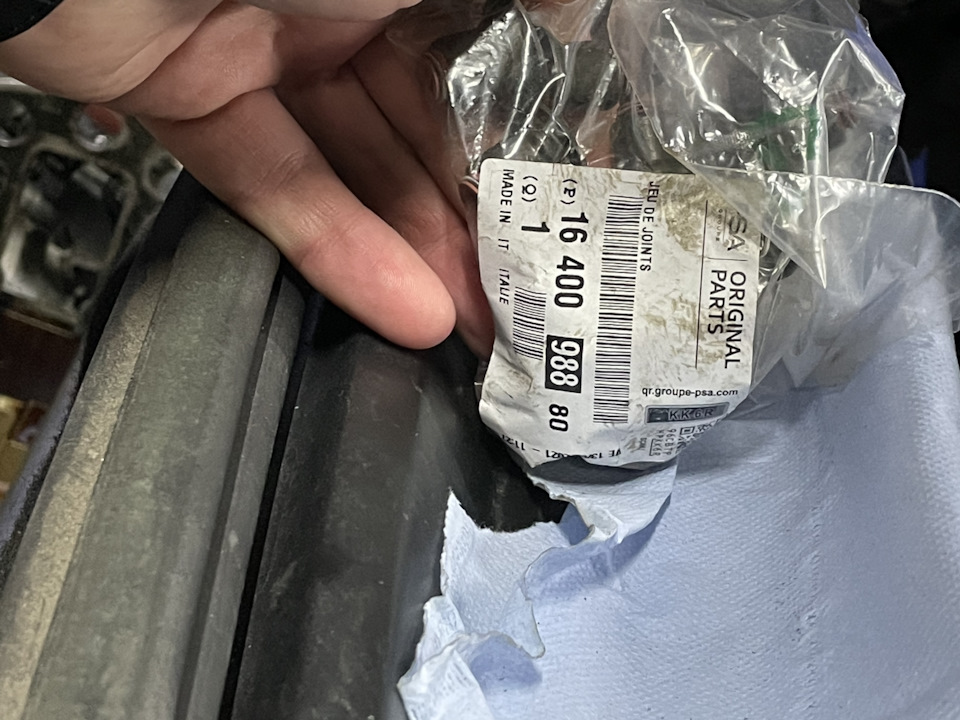 PSA
ORIGINAL
PARTS
JEU DE JOINTS
(P) 16 400 988 80
(Q) 1
MADE IN IT ITALIE
qr.groupe-psa.com
KK6R